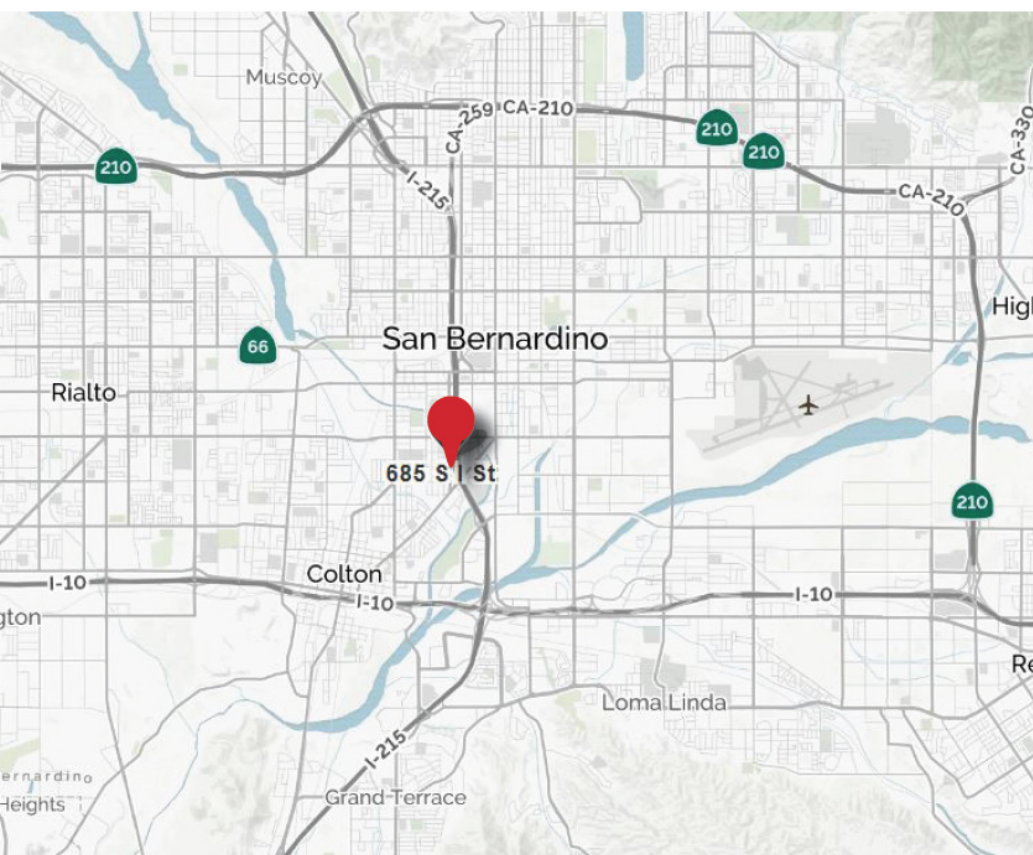 Muscoy
CA-259
CA-210
CA-330
210
210
210
I-215
CA-210
High
66
San Bernardino
Rialto
685 S I St
210
I-10
Colton
I-10
I-10
gton
Re
Loma Linda
I-215
ernardino
Heights
Grand Terrace